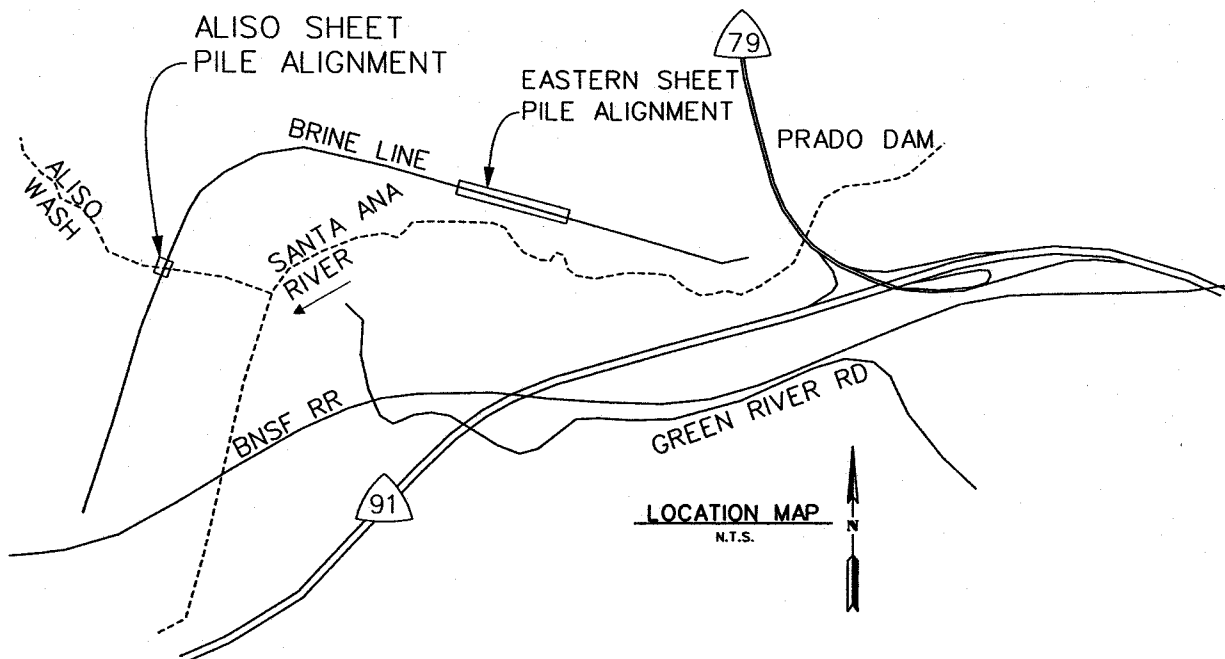 ALISO SHEET
PILE ALIGNMENT
79
EASTERN SHEET
PILE ALIGNMENT
PRADO DAM
BRINE LINE
ALISO
WASH
SANTA ANA
RIVER
BNSF RR
GREEN RIVER RD
91
LOCATION MAP
N.T.S.
N